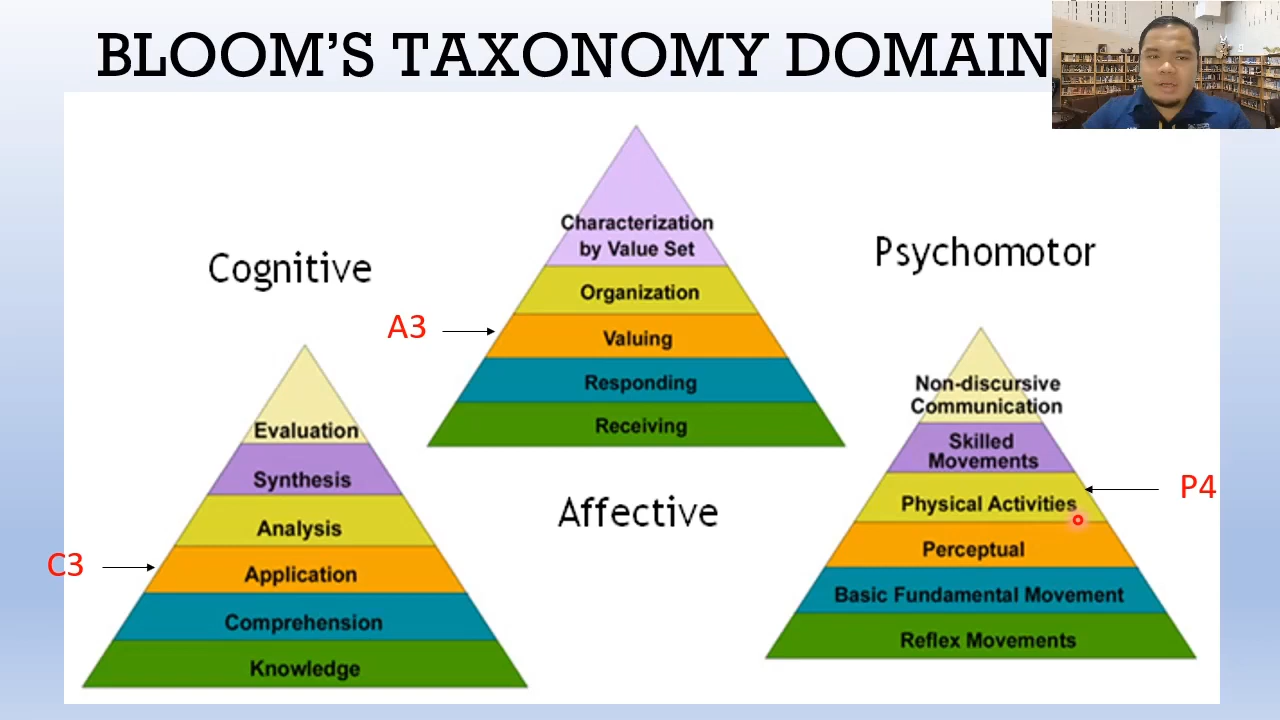 BLOOM’S TAXONOMY DOMAIN
Cognitive
Evaluation
Synthesis
Analysis
C3
Application
Comprehension
Knowledge
Characterization
by Value Set
Organization
A3
Valuing
Responding
Receiving
Affective
Psychomotor
Non-discursive
Communication
Skilled
Movements
P4
Physical Activities
Perceptual
Basic Fundamental Movement
Reflex Movements